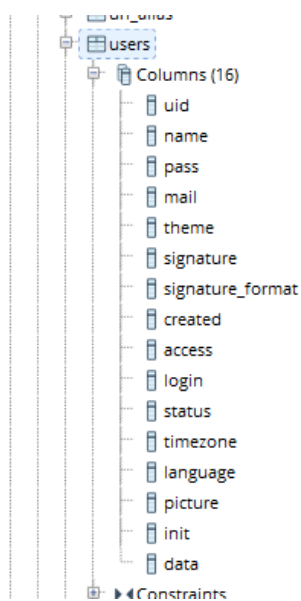 url_alias
users
Columns (16)
uid
name
pass
mail
theme
signature
signature_format
created
access
login
status
timezone
language
picture
init
data
Constraints